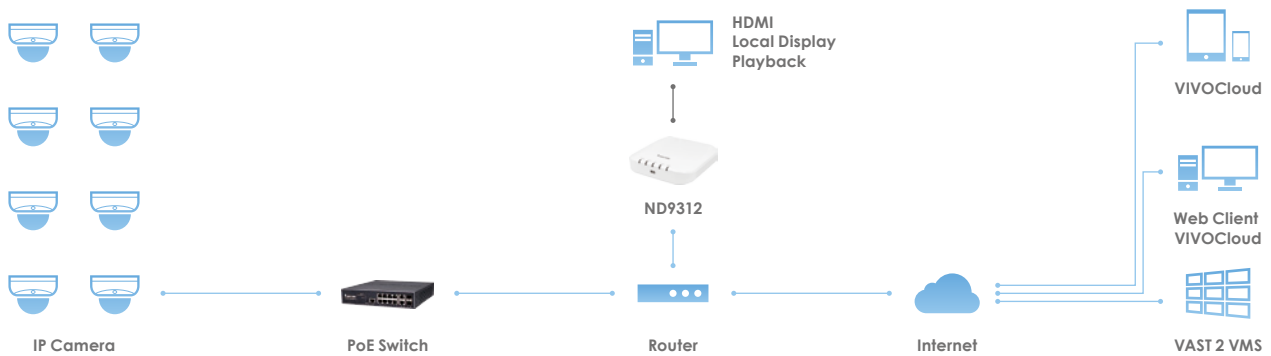 HDMI
Local Display
Playback
VIVOCloud
ND9312
Web Client
VIVOCloud
IP Camera
PoE Switch
Router
Internet
VAST 2 VMS